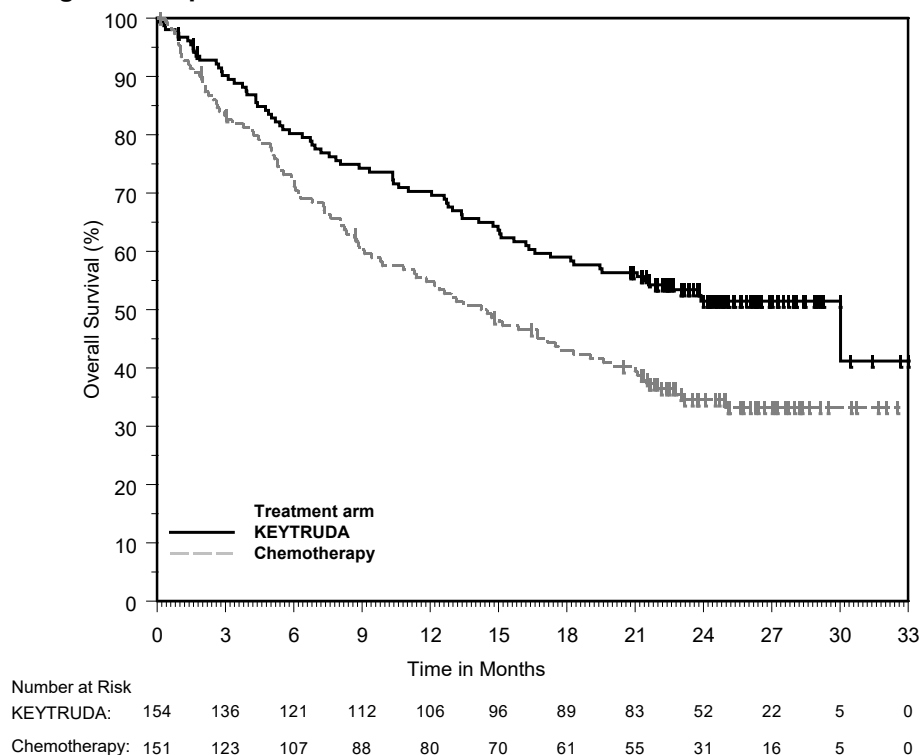 100
90
80
70
60
50
40
30
20
10
0
Overall Survival (%)
Treatment arm
KEYTRUDA
Chemotherapy
0 3 6 9 12 15 18 21 24 27 30 33
Time in Months
Number at Risk
KEYTRUDA: 154 136 121 112 106 96 89 83 52 22 5 0
Chemotherapy: 151 123 107 88 80 70 61 55 31 16 5 0